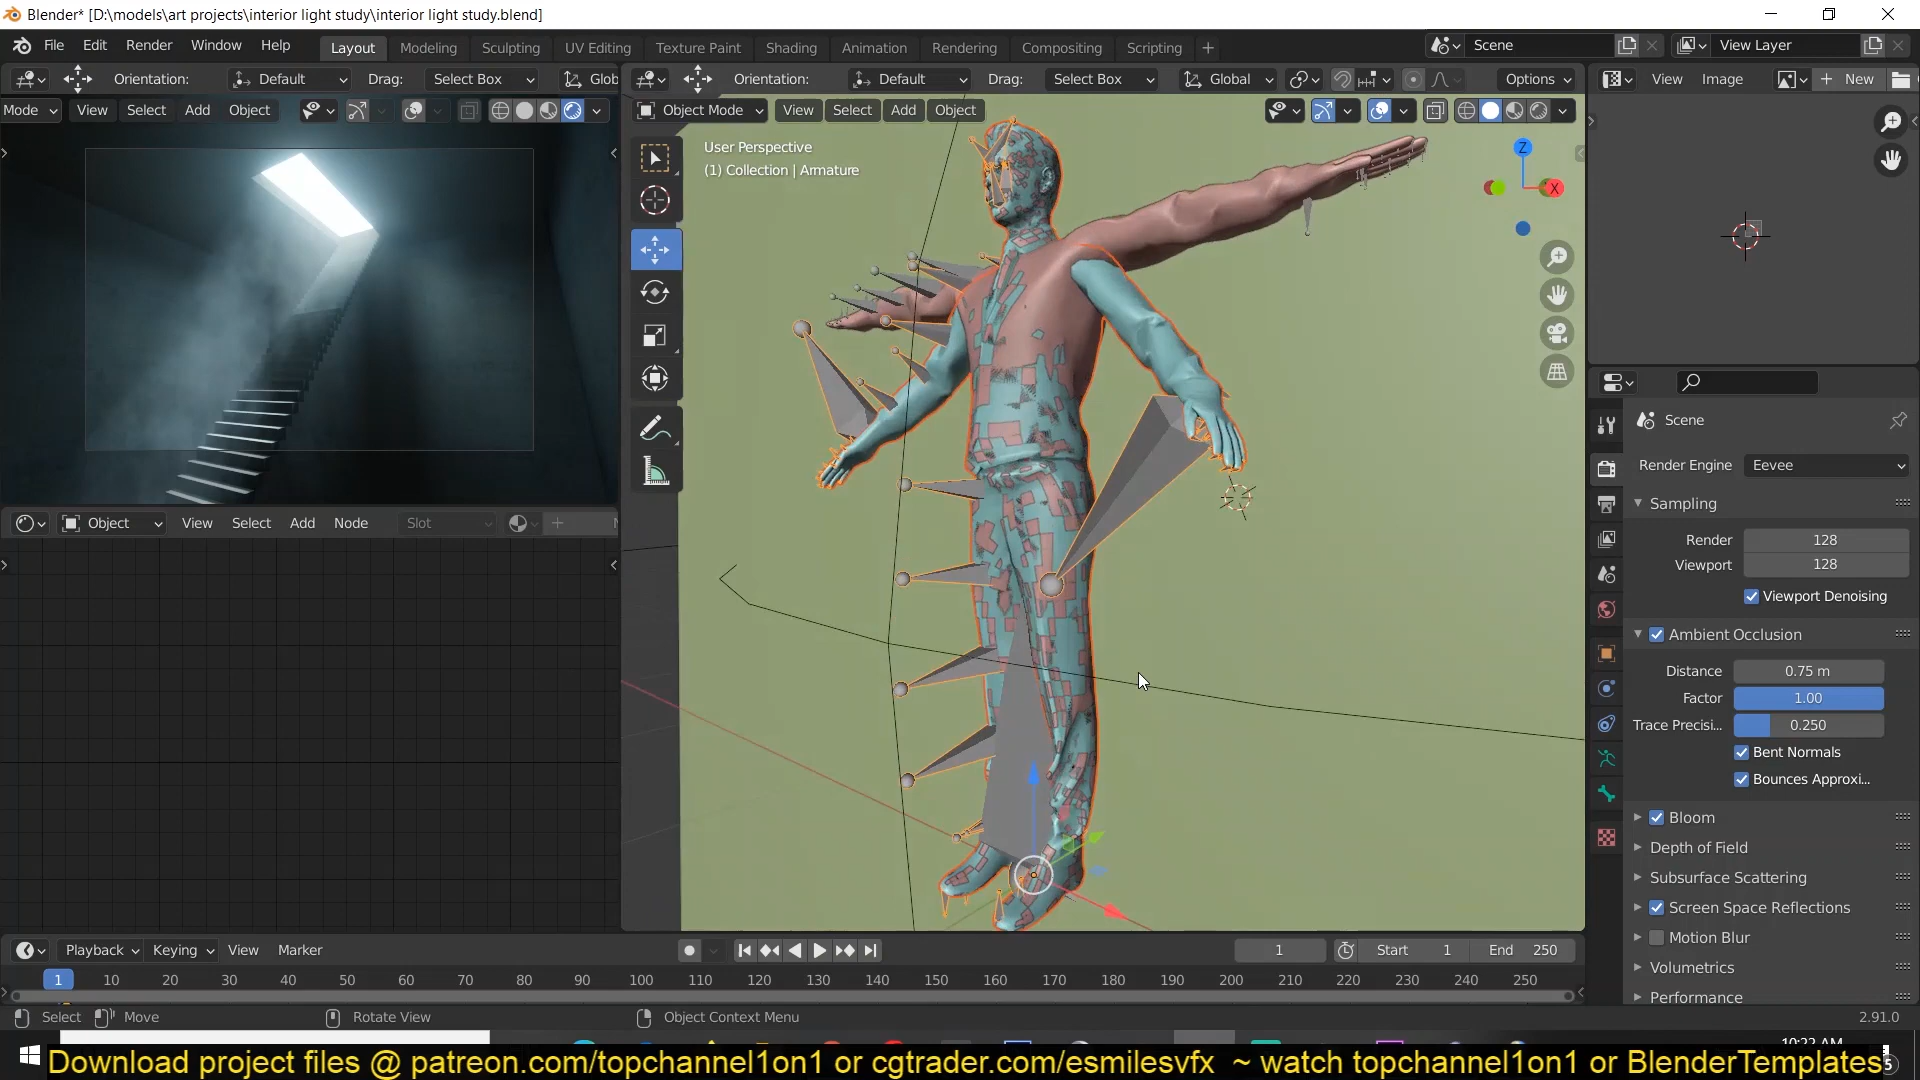 Blender* [D:\models\art projects\interior light study\interior light study.blend]
File Edit Render Window Help Layout Modeling Sculpting UV Editing Texture Paint Shading Animation Rendering Compositing Scripting + Scene View Layer
Orientation: Default Drag: Select Box Glob Orientation: Default Drag: Select Box Global Options View Image New
Mode View Select Add Object Object Mode View Select Add Object
User Perspective
(1) Collection | Armature
Z
X
Scene
Render Engine Eevee
Sampling
Render 128
Viewport 128
Viewport Denoising
Ambient Occlusion
Distance 0.75 m
Factor 1.00
Trace Precisi... 0.250
Bent Normals
Bounces Approxi...
Bloom
Depth of Field
Subsurface Scattering
Screen Space Reflections
Motion Blur
Volumetrics
Performance
Object View Select Add Node Slot
Playback Keying View Marker 1 Start 1 End 250
1 10 20 30 40 50 60 70 80 90 100 110 120 130 140 150 160 170 180 190 200 210 220 230 240 250
Select Move Rotate View Object Context Menu 2.91.0
Download project files @ patreon.com/topchannel1on1 or cgtrader.com/esmilesvfx ~ watch topchannel1on1 or BlenderTemplates